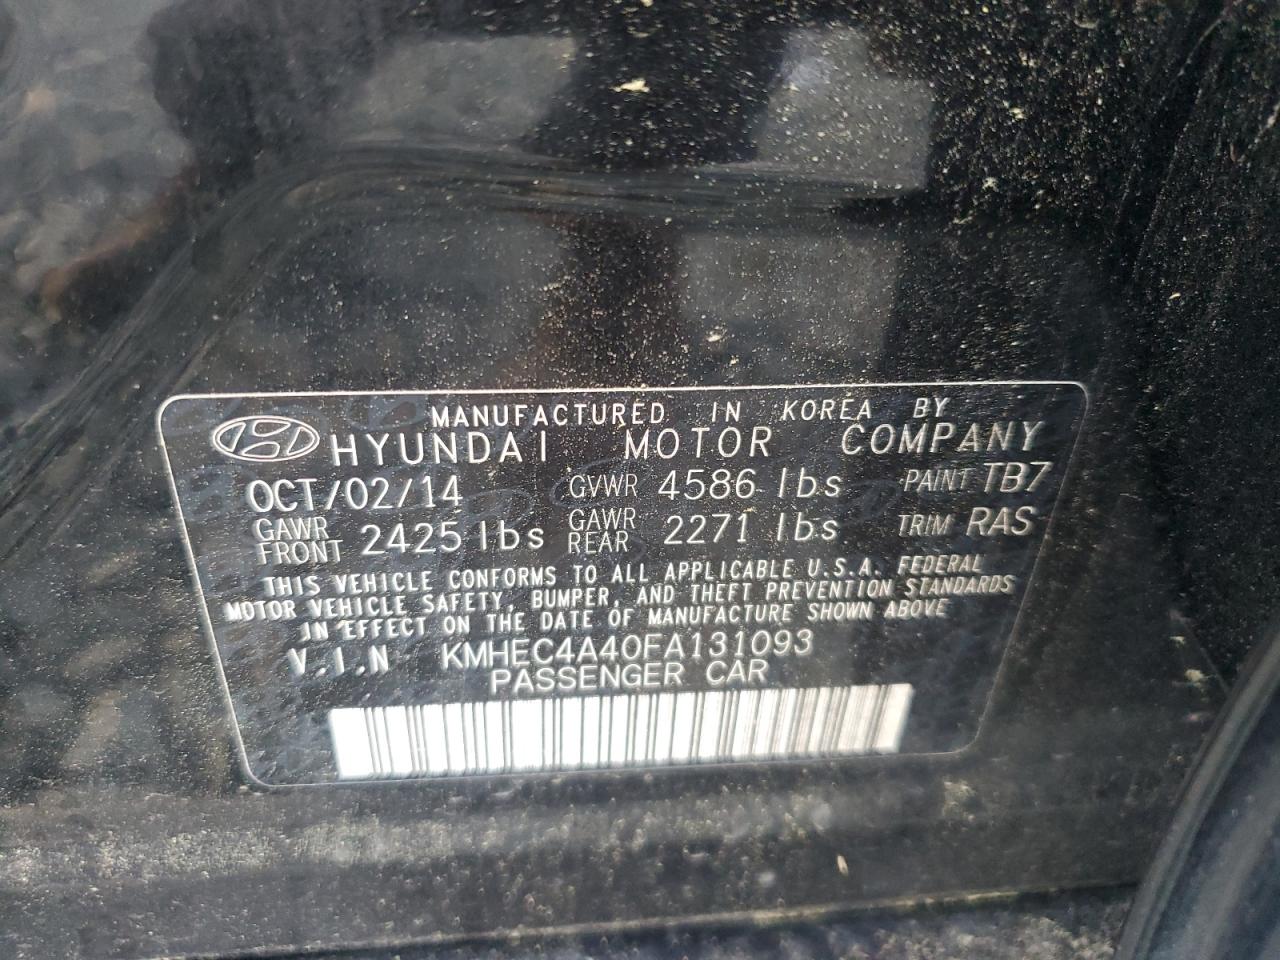 MANUFACTURED IN KOREA BY
HYUNDAI MOTOR COMPANY
OCT/02/14 GVWR 4586 lbs PAINT TB7
GAWR FRONT 2425 lbs GAWR REAR 2271 lbs TRIM RAS
THIS VEHICLE CONFORMS TO ALL APPLICABLE U.S.A. FEDERAL
MOTOR VEHICLE SAFETY, BUMPER, AND THEFT PREVENTION STANDARDS
IN EFFECT ON THE DATE OF MANUFACTURE SHOWN ABOVE
V.I.N KMHEC4A40FA131093
PASSENGER CAR